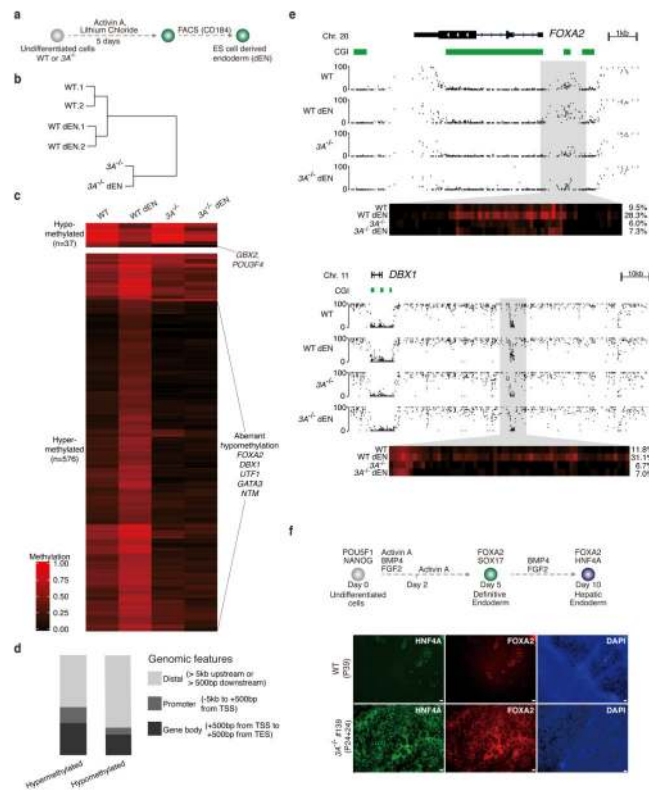 a
Activin A,
Lithium Chloride
5 days
FACS (CD184)
Undifferentiated cells
WT or 3A-/-
ES cell derived
endoderm (dEN)
b
WT.1
WT.2
WT dEN.1
WT dEN.2
3A-/-
3A-/- dEN
c
WT
WT dEN
3A-/-
3A-/- dEN
Hypo-
methylated
(n=37)
GBX2,
POU3F4
Hyper-
methylated
(n=576)
Aberrant
hypomethylation
FOXA2
DBX1
UTF1
GATA3
NTM
Methylation
1.00
0.75
0.50
0.25
0.00
d
Genomic features
Distal (> 5kb upstream or
> 500bp downstream)
Promoter (-5kb to +500bp
from TSS)
Gene body (+500bp from TSS to
+500bp from TES)
Hypermethylated
Hypomethylated
e
Chr. 20
FOXA2
1kb
CGI
100
WT
0
100
WT dEN
0
100
3A-/-
0
100
3A-/- dEN
0
WT 9.5%
WT dEN 28.3%
3A-/- 6.0%
3A-/- dEN 7.3%
Chr. 11
DBX1
10kb
CGI
100
WT
0
100
WT dEN
0
100
3A-/-
0
100
3A-/- dEN
0
WT 11.8%
WT dEN 31.1%
3A-/- 6.7%
3A-/- dEN 7.0%
f
POU5F1
NANOG
Activin A
BMP4
FGF2
Activin A
FOXA2
SOX17
BMP4
FGF2
FOXA2
HNF4A
Day 0
Undifferentiated
cells
Day 2
Day 5
Definitive
Endoderm
Day 10
Hepatic
Endoderm
HNF4A
FOXA2
DAPI
WT
(P39)
HNF4A
FOXA2
DAPI
3A-/- #139
(P24+24)